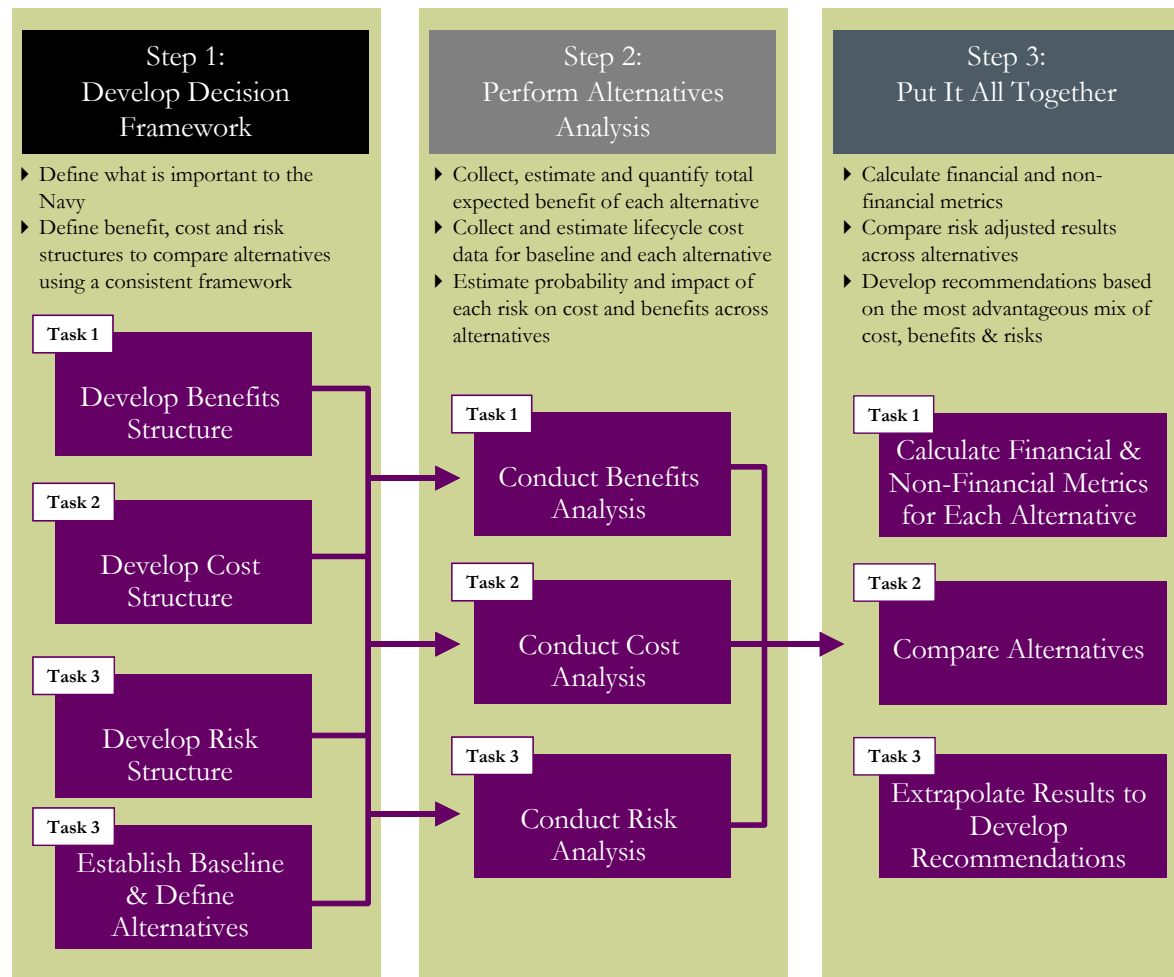 Step 1:
Develop Decision
Framework
▸ Define what is important to the
Navy
▸ Define benefit, cost and risk
structures to compare alternatives
using a consistent framework
Task 1
Develop Benefits
Structure
Task 2
Develop Cost
Structure
Task 3
Develop Risk
Structure
Task 3
Establish Baseline
& Define
Alternatives
Step 2:
Perform Alternatives
Analysis
▸ Collect, estimate and quantify total
expected benefit of each alternative
▸ Collect and estimate lifecycle cost
data for baseline and each alternative
▸ Estimate probability and impact of
each risk on cost and benefits across
alternatives
Task 1
Conduct Benefits
Analysis
Task 2
Conduct Cost
Analysis
Task 3
Conduct Risk
Analysis
Step 3:
Put It All Together
▸ Calculate financial and non-
financial metrics
▸ Compare risk adjusted results
across alternatives
▸ Develop recommendations based
on the most advantageous mix of
cost, benefits & risks
Task 1
Calculate Financial &
Non-Financial Metrics
for Each Alternative
Task 2
Compare Alternatives
Task 3
Extrapolate Results to
Develop
Recommendations